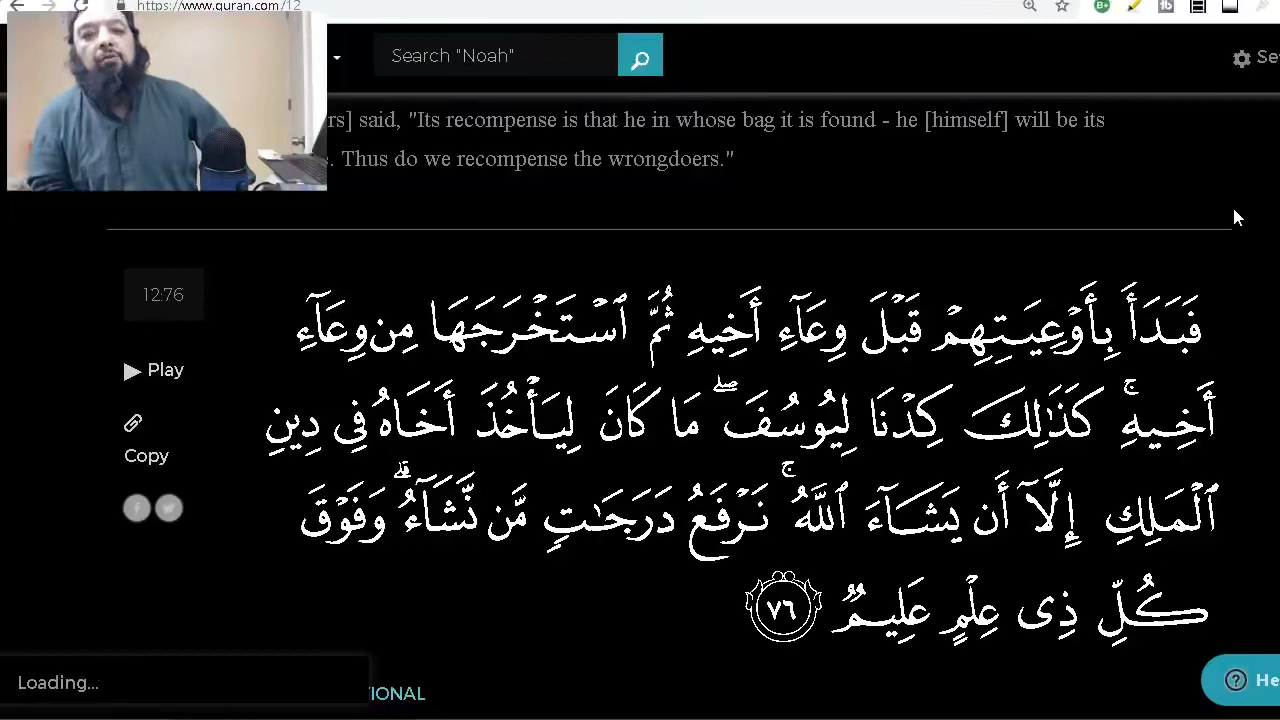 https://www.quran.com/12
Search "Noah"
rs] said, "Its recompense is that he in whose bag it is found - he [himself] will be its
. Thus do we recompense the wrongdoers."
12:76
فَبَدَأَ بِأَوْعِيَتِهِمْ قَبْلَ وِعَآءِ أَخِيهِ ثُمَّ ٱسْتَخْرَجَهَا مِن وِعَآءِ
Play
أَخِيهِ ۚ كَذَٰلِكَ كِدْنَا لِيُوسُفَ ۖ مَا كَانَ لِيَأْخُذَ أَخَاهُ فِى دِينِ
Copy
ٱلْمَلِكِ إِلَّآ أَن يَشَآءَ ٱللَّهُ ۚ نَرْفَعُ دَرَجَـٰتٍ مَّن نَّشَآءُ ۗ وَفَوْقَ
كُلِّ ذِى عِلْمٍ عَلِيمٌ ٧٦
Loading...
IONAL